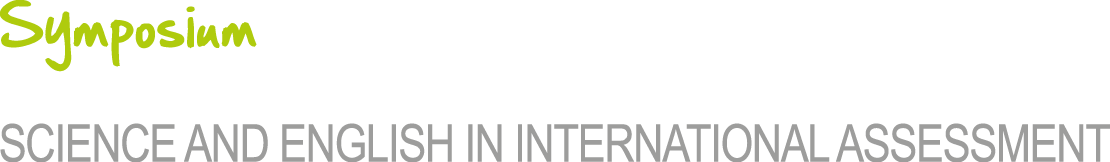 Symposium
SCIENCE AND ENGLISH IN INTERNATIONAL ASSESSMENT